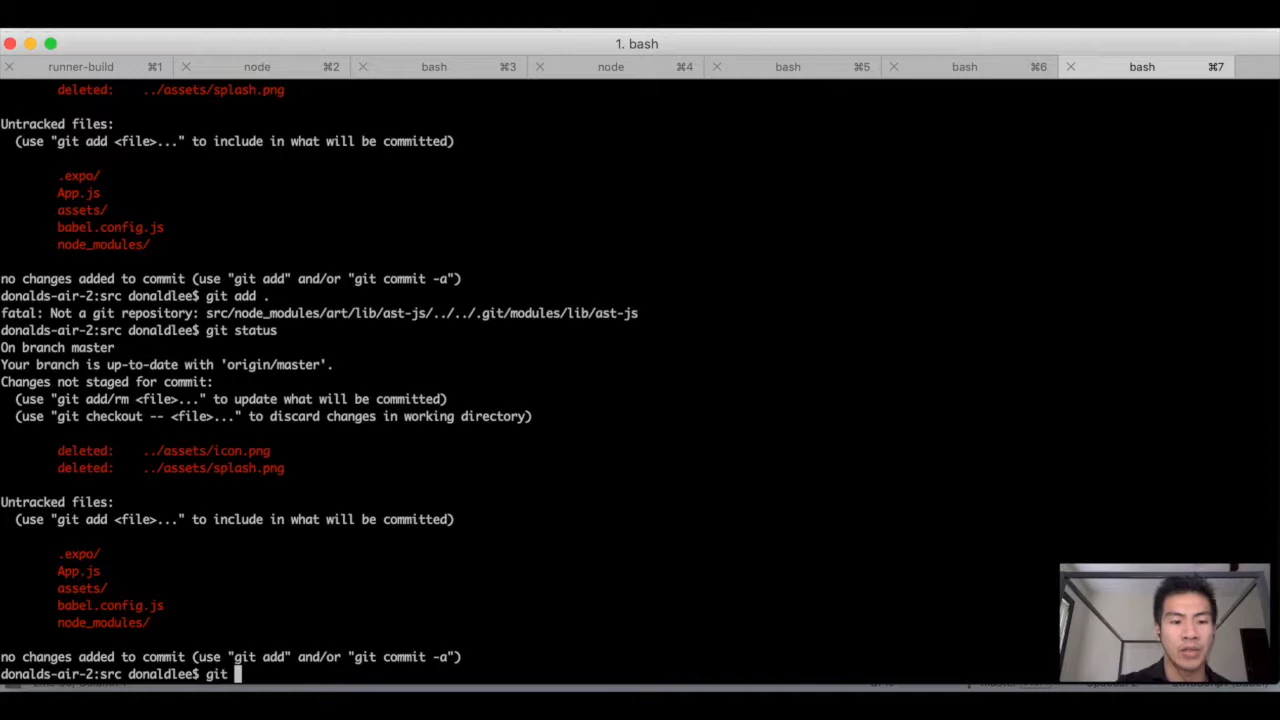 1. bash
runner-build ⌘1 node ⌘2 bash ⌘3 node ⌘4 bash ⌘5 bash ⌘6 bash ⌘7
deleted: ../assets/splash.png
Untracked files:
(use "git add <file>..." to include in what will be committed)
.expo/
App.js
assets/
babel.config.js
node_modules/
no changes added to commit (use "git add" and/or "git commit -a")
donalds-air-2:src donaldlee$ git add .
fatal: Not a git repository: src/node_modules/art/lib/ast-js/../../.git/modules/lib/ast-js
donalds-air-2:src donaldlee$ git status
On branch master
Your branch is up-to-date with 'origin/master'.
Changes not staged for commit:
(use "git add/rm <file>..." to update what will be committed)
(use "git checkout -- <file>..." to discard changes in working directory)
deleted: ../assets/icon.png
deleted: ../assets/splash.png
Untracked files:
(use "git add <file>..." to include in what will be committed)
.expo/
App.js
assets/
babel.config.js
node_modules/
no changes added to commit (use "git add" and/or "git commit -a")
donalds-air-2:src donaldlee$ git